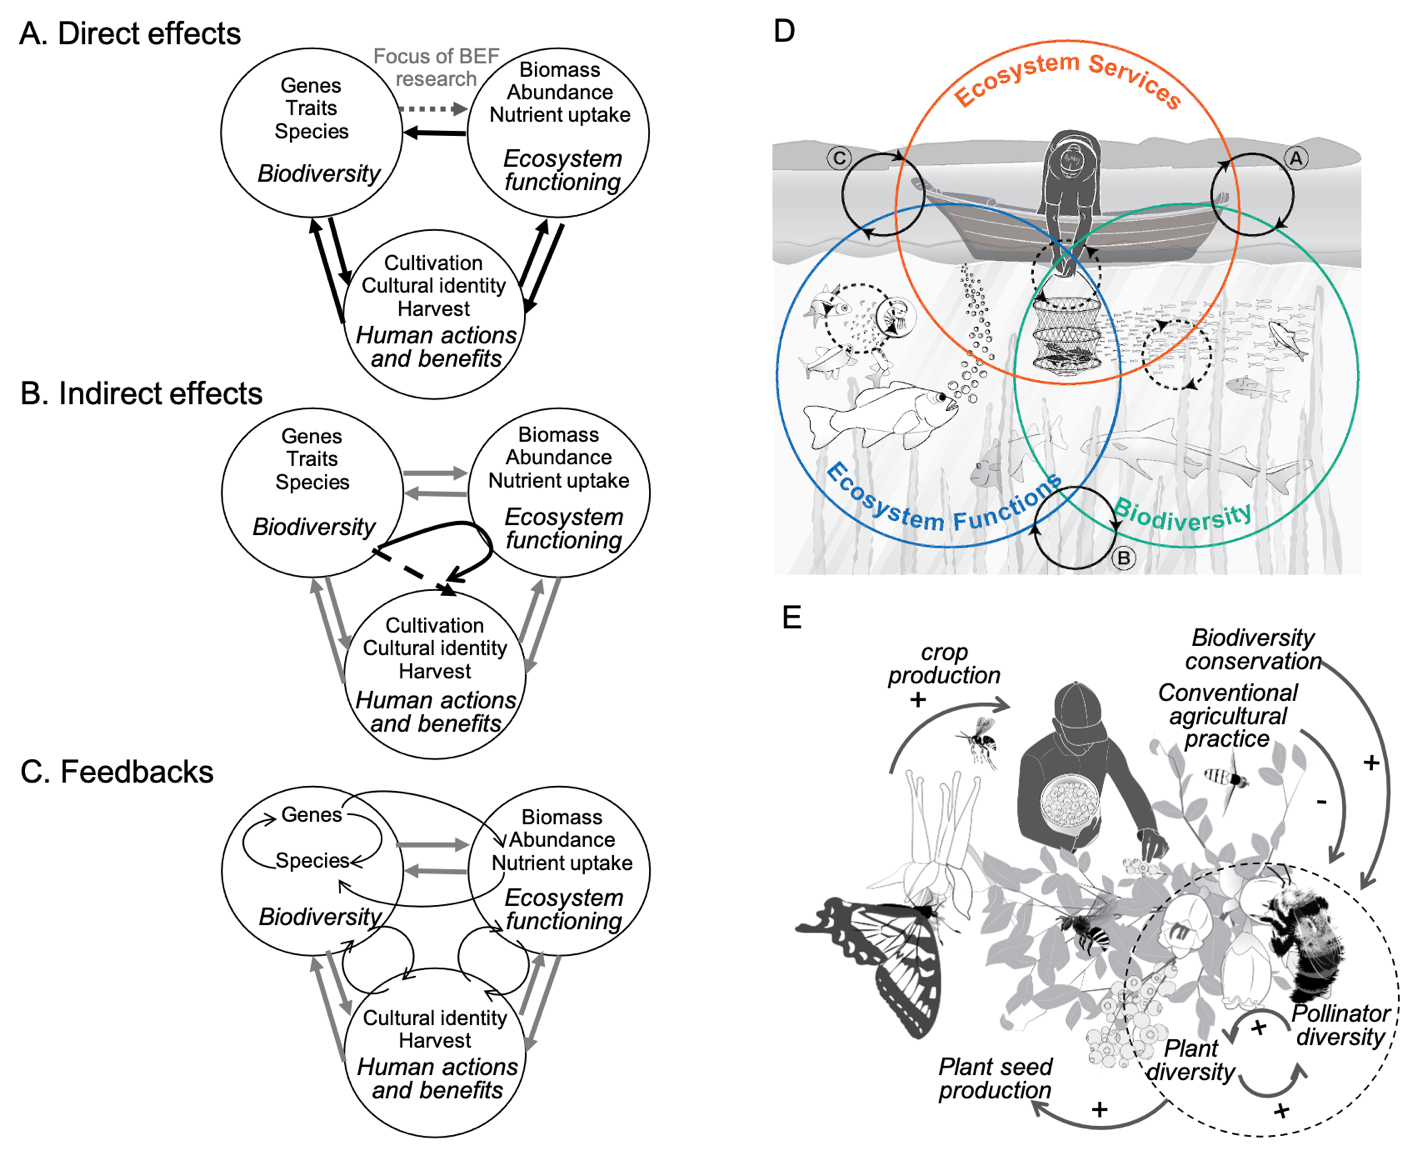 A. Direct effects
Focus of BEF
research
Genes
Traits
Species
Biodiversity
Biomass
Abundance
Nutrient uptake
Ecosystem
functioning
Cultivation
Cultural identity
Harvest
Human actions
and benefits
B. Indirect effects
Genes
Traits
Species
Biodiversity
Biomass
Abundance
Nutrient uptake
Ecosystem
functioning
Cultivation
Cultural identity
Harvest
Human actions
and benefits
C. Feedbacks
Genes
Species
Biodiversity
Biomass
Abundance
Nutrient uptake
Ecosystem
functioning
Cultural identity
Harvest
Human actions
and benefits
D
Ecosystem Services
C
A
Ecosystem Functions
Biodiversity
B
E
crop
production
+
Biodiversity
conservation
Conventional
agricultural
practice
+
-
Pollinator
diversity
+
Plant
diversity
+
Plant seed
production
+